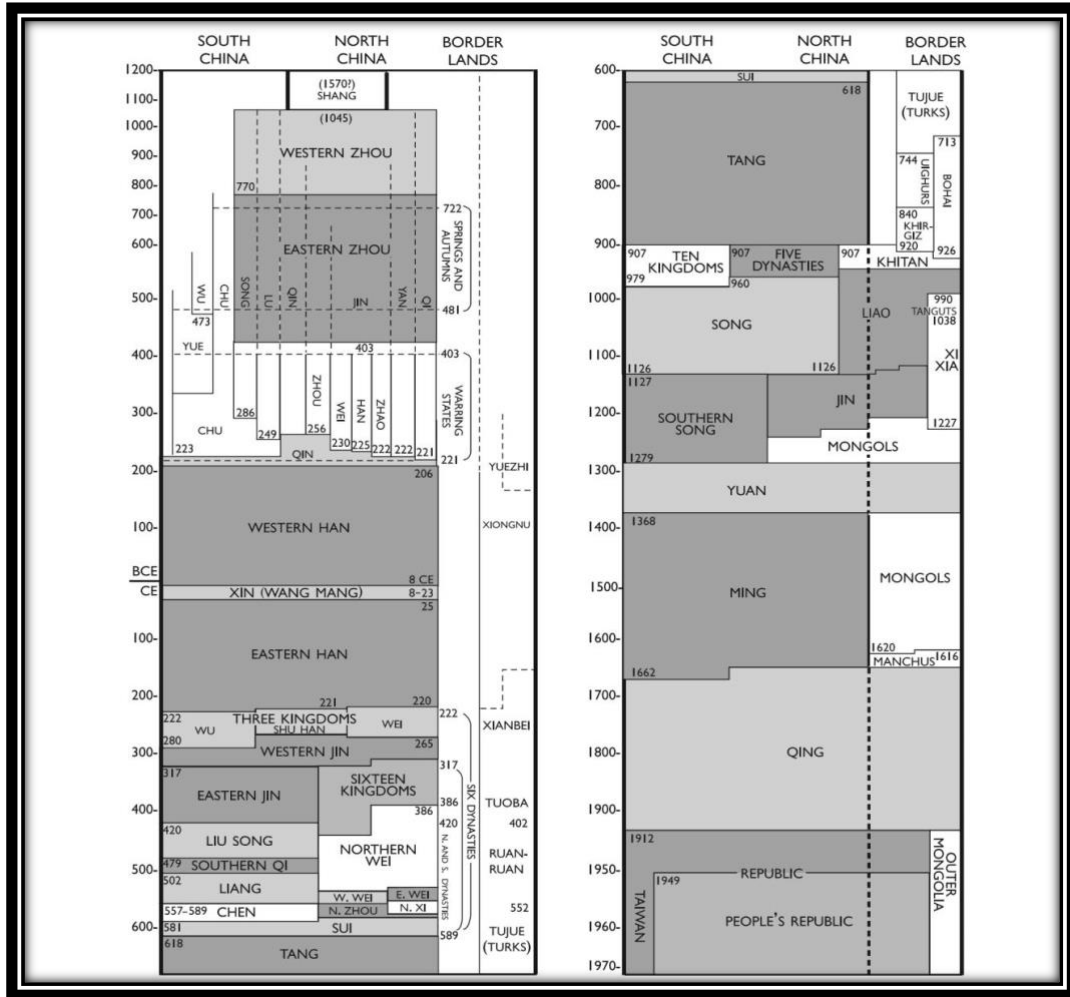 SOUTH CHINA
NORTH CHINA
BORDER LANDS
1200-
1100-
1000-
900-
800-
700-
600-
500-
400-
300-
200-
100-
BCE
CE
100-
200-
300-
400-
500-
600-
(1570?)
SHANG
(1045)
WESTERN ZHOU
770
722
EASTERN ZHOU
SPRINGS AND AUTUMNS
WU
CHU
SONG
LU
QIN
JIN
YAN
QI
473
481
YUE
403
403
ZHOU
WEI
HAN
ZHAO
WARRING STATES
286
CHU
249
256
230
225
222
222
221
223
QIN
221
YUEZHI
206
WESTERN HAN
XIONGNU
8 CE
XIN (WANG MANG)
8-23
25
EASTERN HAN
221
220
222
222
THREE KINGDOMS
WU
SHU HAN
WEI
XIANBEI
280
265
WESTERN JIN
317
317
EASTERN JIN
SIXTEEN KINGDOMS
386
386
TUOBA
420
420
402
LIU SONG
NORTHERN WEI
SIX DYNASTIES
N. AND S. DYNASTIES
479
SOUTHERN QI
RUAN-RUAN
502
LIANG
W. WEI
E. WEI
557-589
CHEN
N. ZHOU
N. XI
552
581
SUI
589
TUJUE (TURKS)
618
TANG
SOUTH CHINA
NORTH CHINA
BORDER LANDS
600-
700-
800-
900-
1000-
1100-
1200-
1300-
1400-
1500-
1600-
1700-
1800-
1900-
1950-
1960-
1970-
SUI
618
TUJUE (TURKS)
TANG
713
744
UIGHURS
BOHAI
840
KHIR-GIZ
920
926
907
TEN KINGDOMS
979
907
FIVE DYNASTIES
960
907
KHITAN
990
TANGUTS
1038
LIAO
SONG
XI XIA
1126
1126
1127
JIN
SOUTHERN SONG
1227
MONGOLS
1279
YUAN
1368
MONGOLS
MING
1620
1616
MANCHUS
1662
QING
1912
REPUBLIC
1949
OUTER MONGOLIA
TAIWAN
PEOPLE'S REPUBLIC